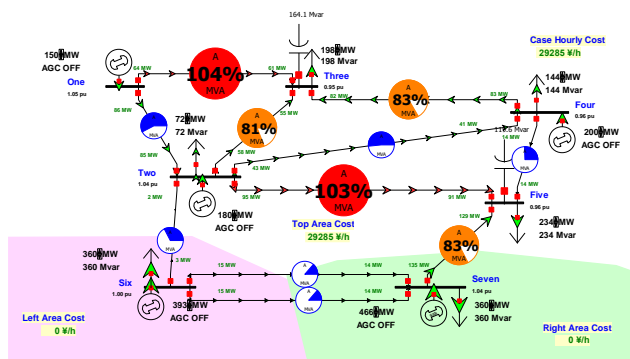 164.1 Mvar
150 MW
AGC OFF
64 MW
A
104%
MVA
61 MW
198 MW
198 Mvar
Case Hourly Cost
29285 ¥/h
One
1.05 pu
Three
0.95 pu
82 MW
A
83%
MVA
83 MW
144 MW
144 Mvar
Four
0.96 pu
86 MW
MVA
72 MW
72 Mvar
A
81%
MVA
55 MW
41 MW
14 MW
200 MW
AGC OFF
85 MW
58 MW
43 MW
MVA
Two
1.04 pu
2 MW
95 MW
A
103%
MVA
91 MW
14 MW
Five
0.96 pu
180 MW
AGC OFF
Top Area Cost
29285 ¥/h
129 MW
234 MW
234 Mvar
A
83%
MVA
MVA
3 MW
360 MW
360 Mvar
Six
1.00 pu
15 MW
A
MVA
14 MW
135 MW
Seven
1.04 pu
15 MW
A
MVA
14 MW
393 MW
AGC OFF
466 MW
AGC OFF
360 MW
360 Mvar
Left Area Cost
0 ¥/h
Right Area Cost
0 ¥/h